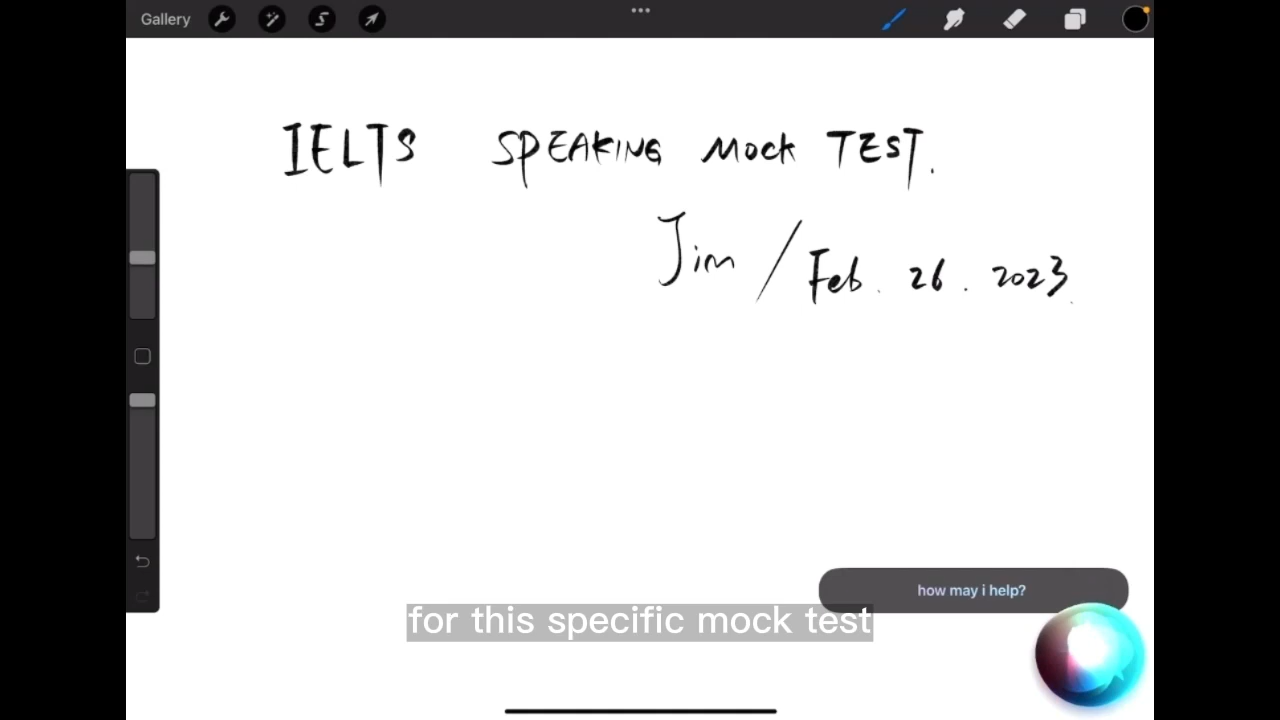 Gallery
IELTS SPEAKING MOCK TEST.
Jim / Feb. 26. 2023.
how may i help?
for this specific mock test